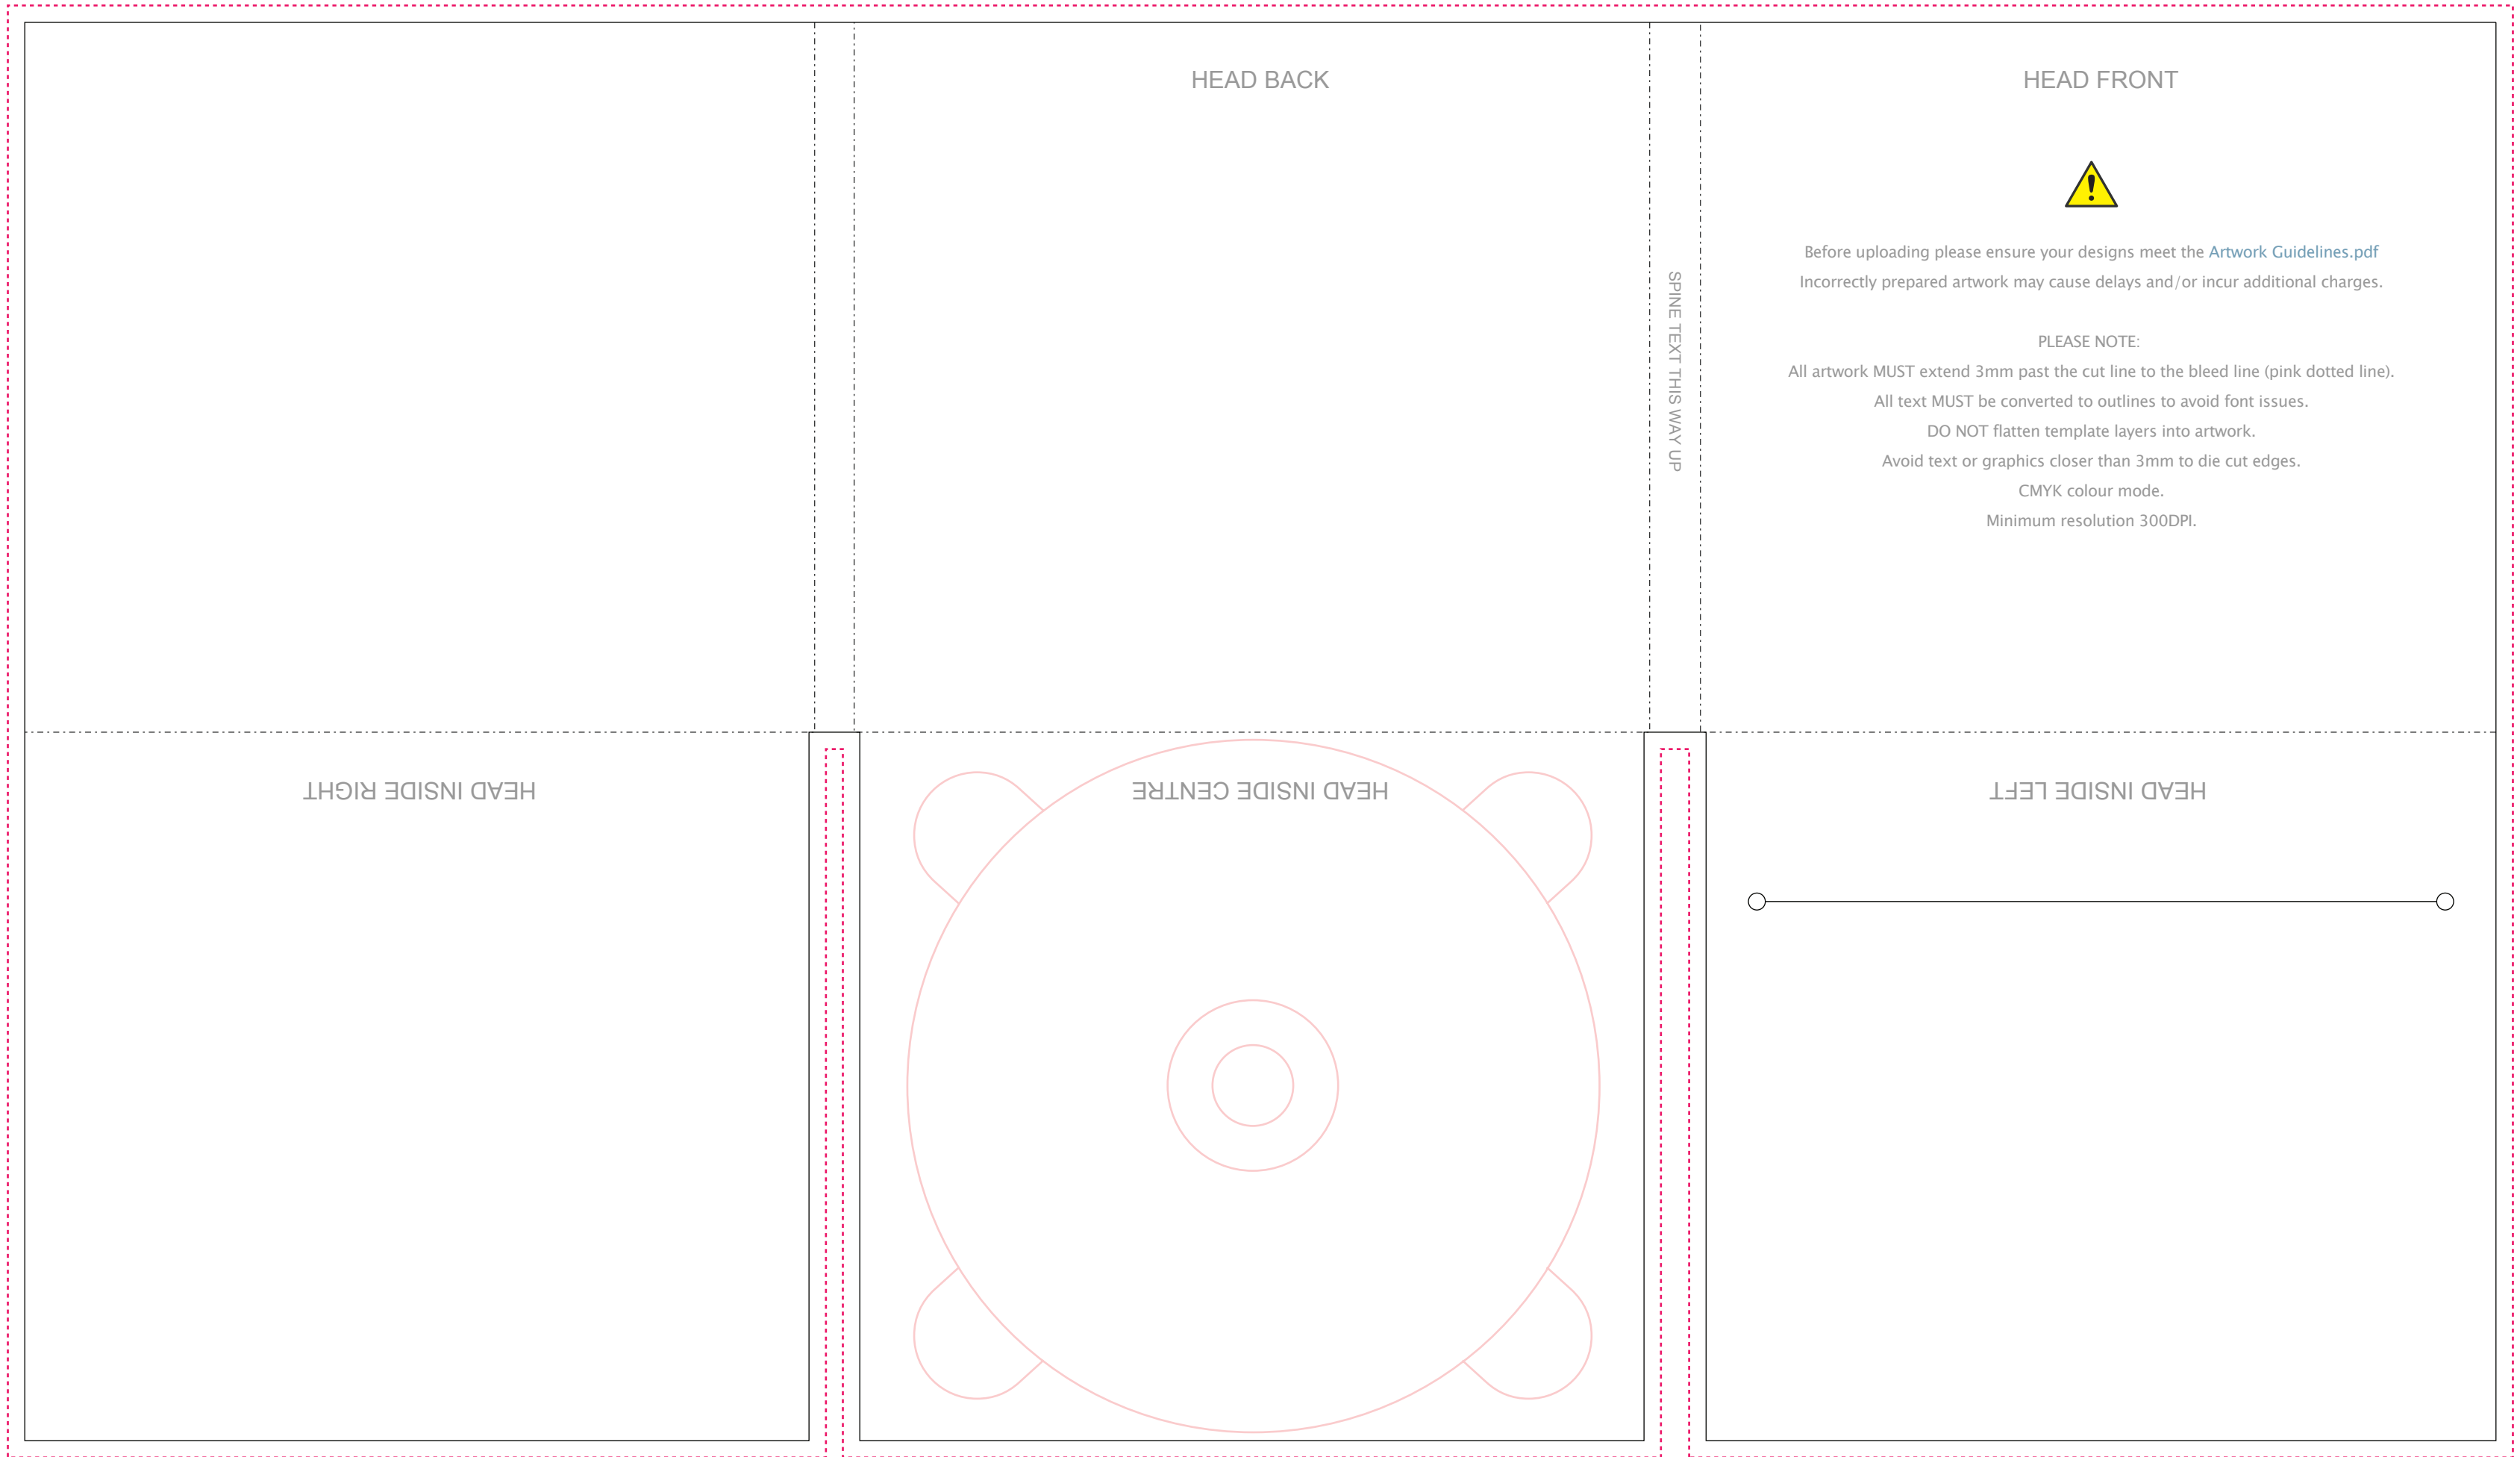 HEAD BACK
HEAD FRONT
Before uploading please ensure your designs meet the Artwork Guidelines.pdf
Incorrectly prepared artwork may cause delays and/or incur additional charges.
PLEASE NOTE:
All artwork MUST extend 3mm past the cut line to the bleed line (pink dotted line).
All text MUST be converted to outlines to avoid font issues.
DO NOT flatten template layers into artwork.
Avoid text or graphics closer than 3mm to die cut edges.
CMYK colour mode.
Minimum resolution 300DPI.
SPINE TEXT THIS WAY UP
HEAD INSIDE RIGHT
HEAD INSIDE CENTRE
HEAD INSIDE LEFT